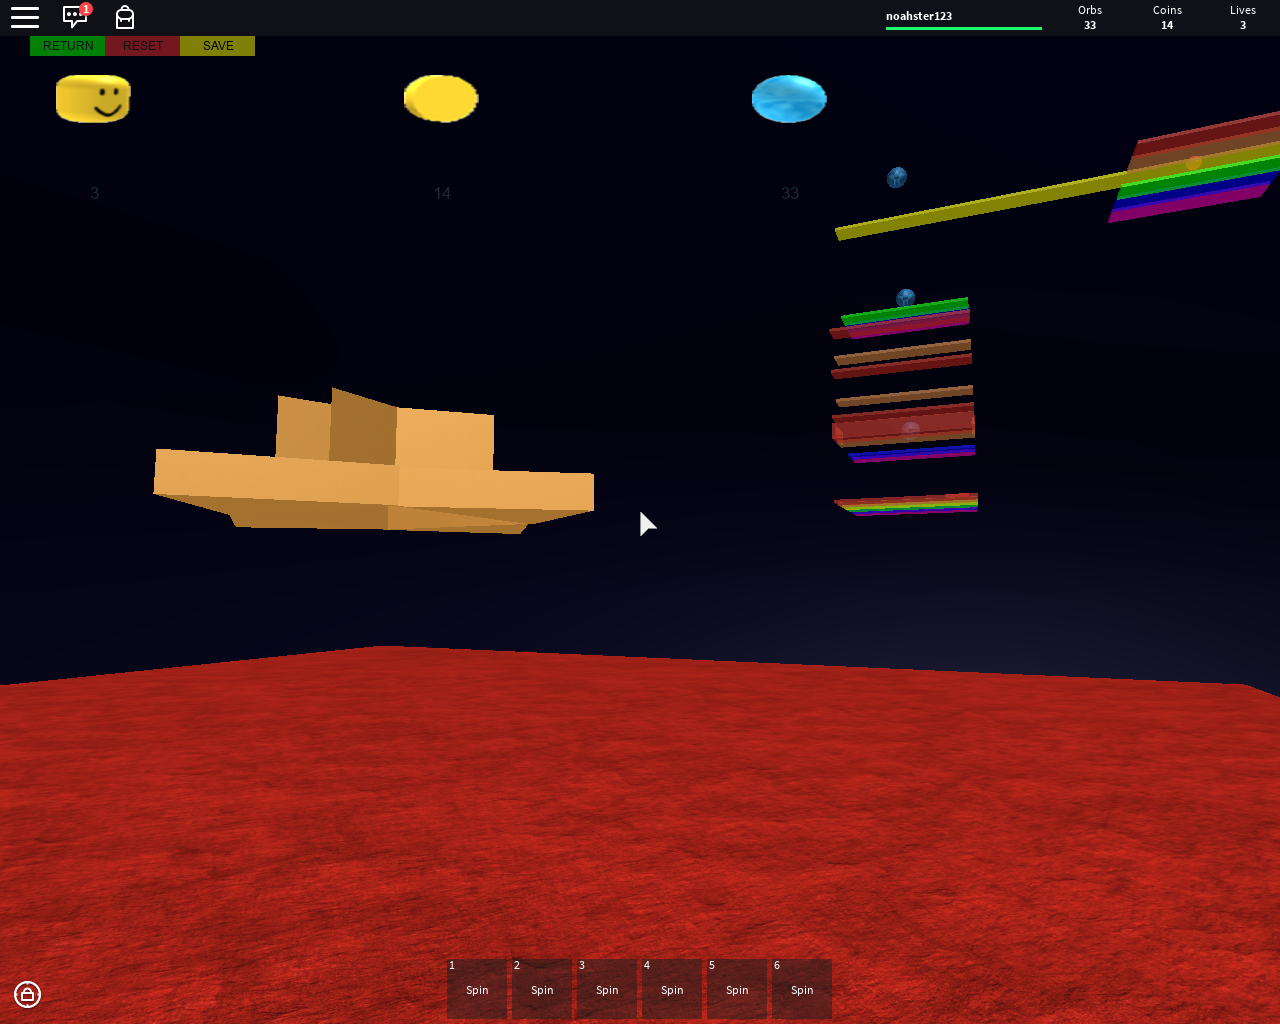 1
noahster123
Orbs
33
Coins
14
Lives
3
RETURN
RESET
SAVE
3
14
33
1
Spin
2
Spin
3
Spin
4
Spin
5
Spin
6
Spin